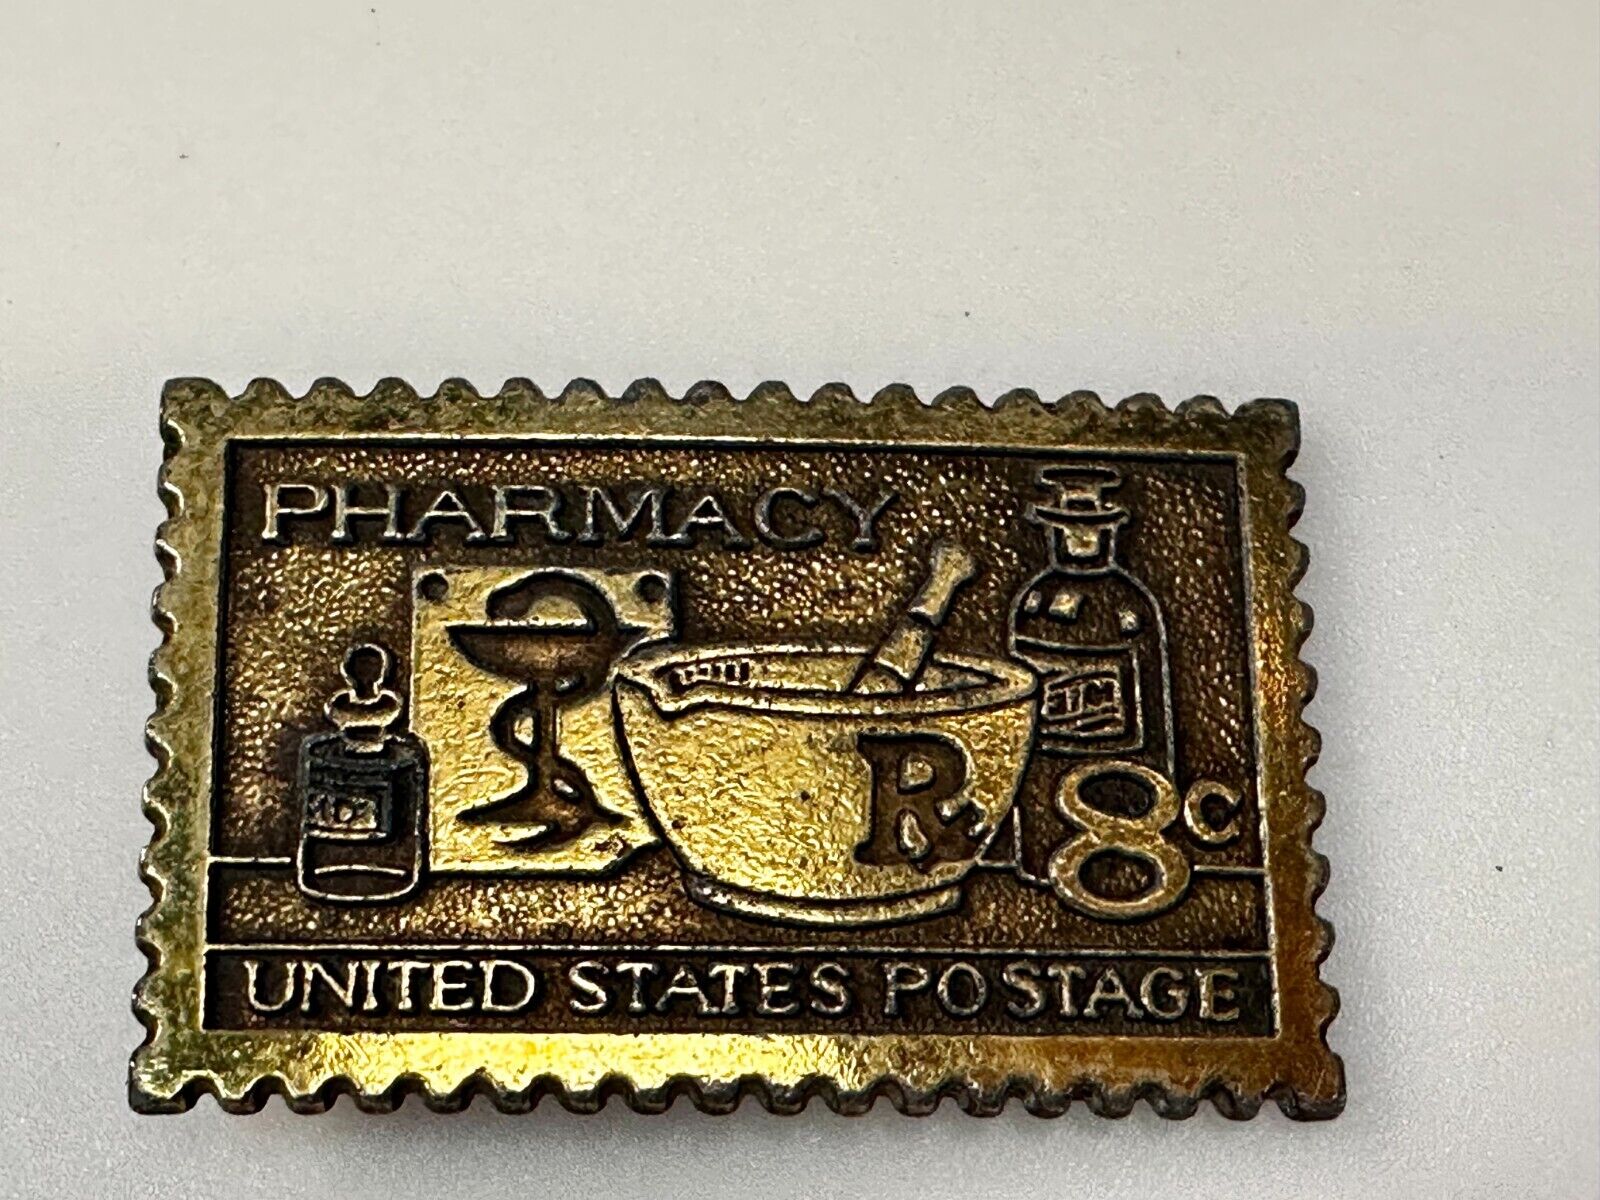 PHARMACY
R
8c
UNITED STATES POSTAGE